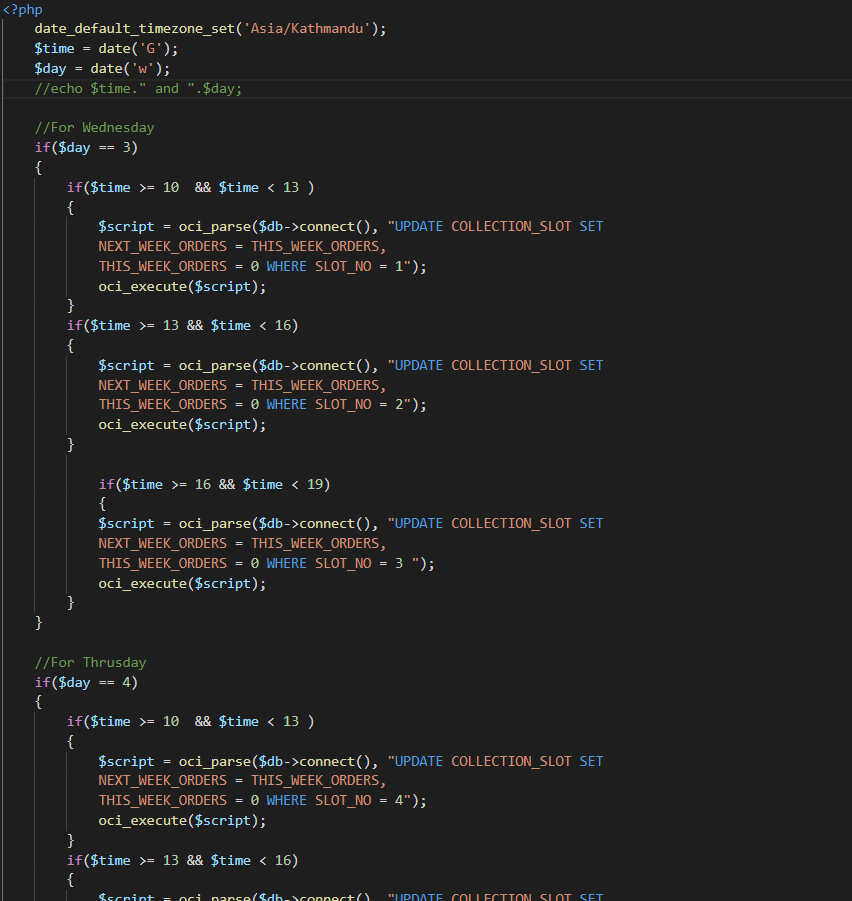 <?php
date_default_timezone_set('Asia/Kathmandu');
$time = date('G');
$day = date('w');
//echo $time." and ".$day;
//For Wednesday
if($day == 3)
{
if($time >= 10  && $time < 13 )
{
$script = oci_parse($db->connect(), "UPDATE COLLECTION_SLOT SET
NEXT_WEEK_ORDERS = THIS_WEEK_ORDERS,
THIS_WEEK_ORDERS = 0 WHERE SLOT_NO = 1");
oci_execute($script);
}
if($time >= 13 && $time < 16)
{
$script = oci_parse($db->connect(), "UPDATE COLLECTION_SLOT SET
NEXT_WEEK_ORDERS = THIS_WEEK_ORDERS,
THIS_WEEK_ORDERS = 0 WHERE SLOT_NO = 2");
oci_execute($script);
}
if($time >= 16 && $time < 19)
{
$script = oci_parse($db->connect(), "UPDATE COLLECTION_SLOT SET
NEXT_WEEK_ORDERS = THIS_WEEK_ORDERS,
THIS_WEEK_ORDERS = 0 WHERE SLOT_NO = 3 ");
oci_execute($script);
}
}
//For Thrusday
if($day == 4)
{
if($time >= 10  && $time < 13 )
{
$script = oci_parse($db->connect(), "UPDATE COLLECTION_SLOT SET
NEXT_WEEK_ORDERS = THIS_WEEK_ORDERS,
THIS_WEEK_ORDERS = 0 WHERE SLOT_NO = 4");
oci_execute($script);
}
if($time >= 13 && $time < 16)
{
$script = oci_parse($db->connect(), "UPDATE COLLECTION_SLOT SET